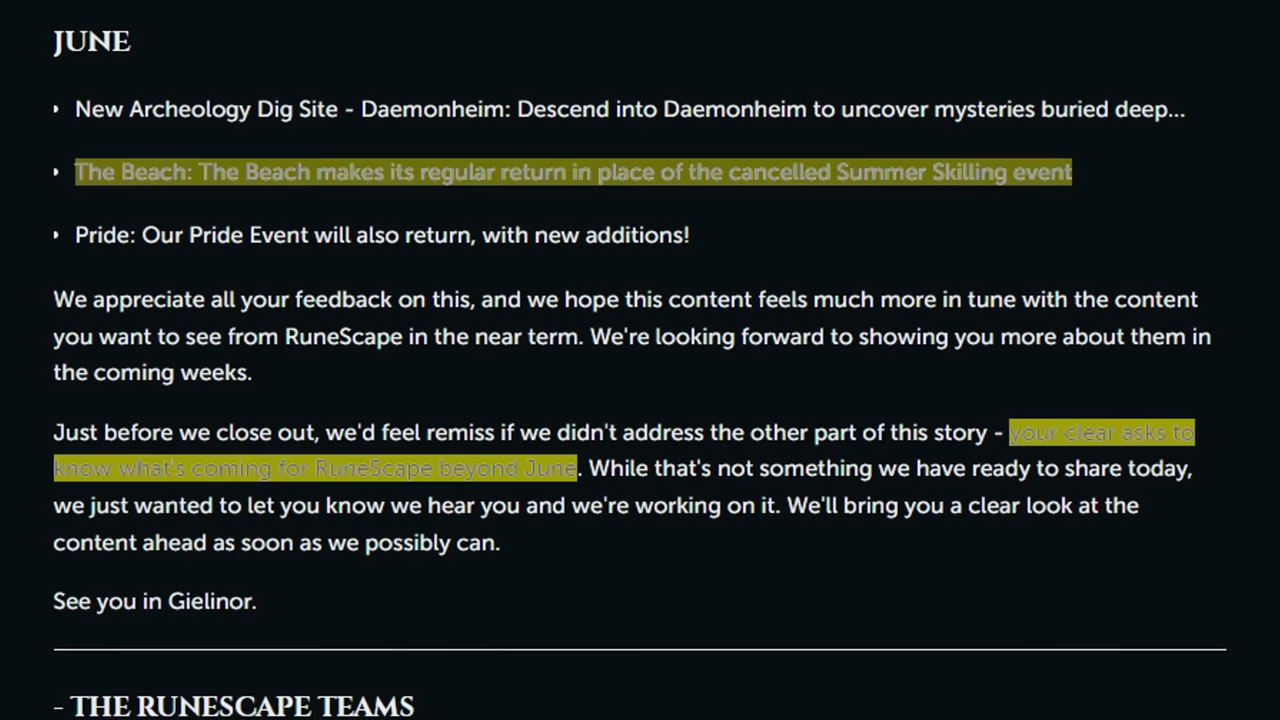 JUNE
• New Archeology Dig Site - Daemonheim: Descend into Daemonheim to uncover mysteries buried deep...
• The Beach: The Beach makes its regular return in place of the cancelled Summer Skilling event
• Pride: Our Pride Event will also return, with new additions!
We appreciate all your feedback on this, and we hope this content feels much more in tune with the content
you want to see from RuneScape in the near term. We're looking forward to showing you more about them in
the coming weeks.
Just before we close out, we'd feel remiss if we didn't address the other part of this story - your clear asks to
know what's coming for RuneScape beyond June. While that's not something we have ready to share today,
we just wanted to let you know we hear you and we're working on it. We'll bring you a clear look at the
content ahead as soon as we possibly can.
See you in Gielinor.
- THE RUNESCAPE TEAMS